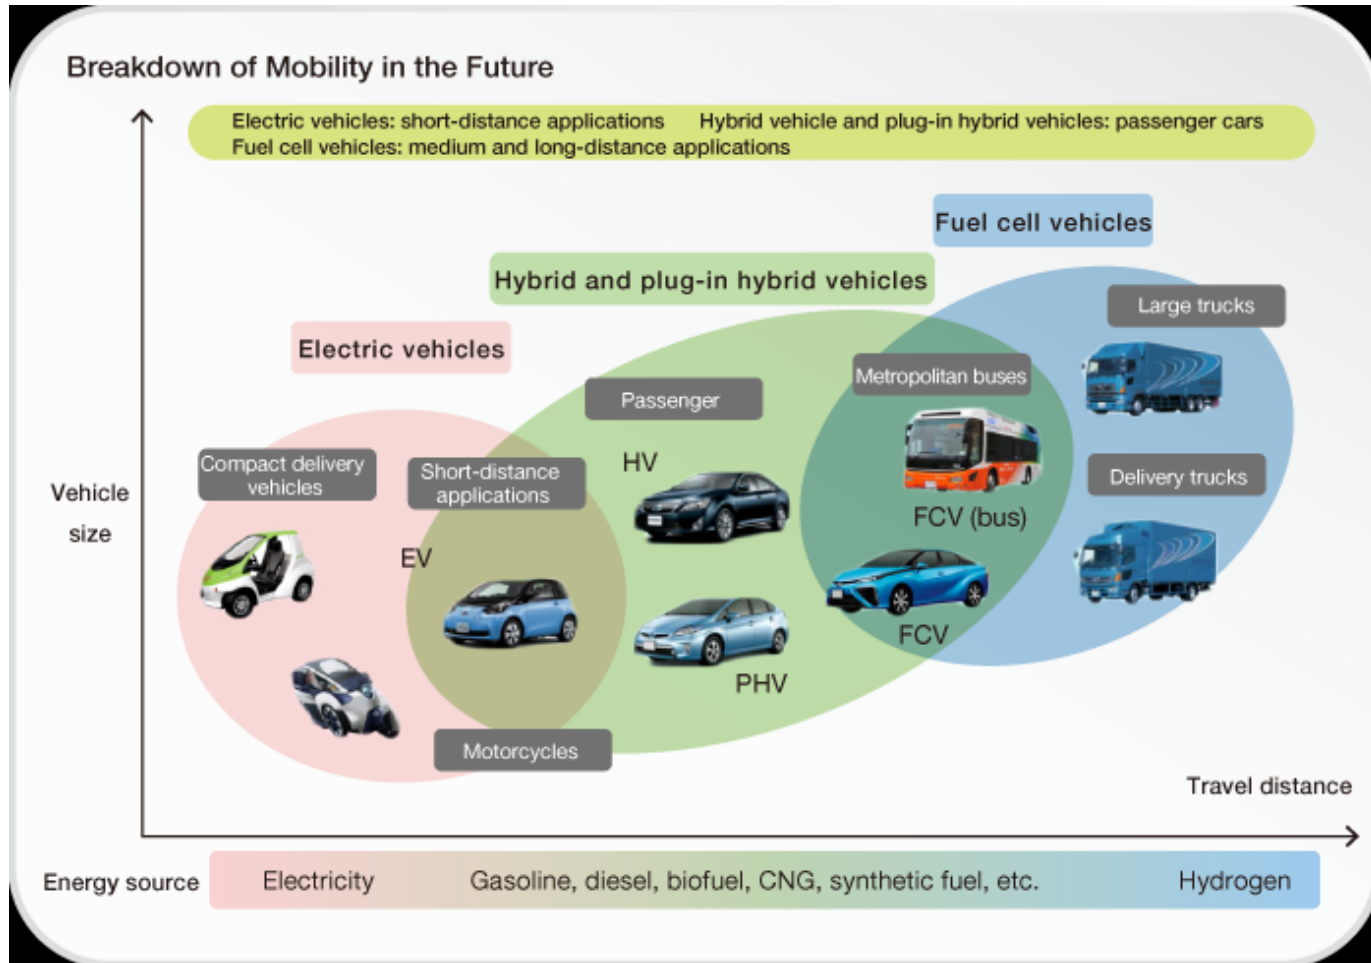 Breakdown of Mobility in the Future
Electric vehicles: short-distance applications Hybrid vehicle and plug-in hybrid vehicles: passenger cars
Fuel cell vehicles: medium and long-distance applications
Fuel cell vehicles
Hybrid and plug-in hybrid vehicles
Electric vehicles
Large trucks
Metropolitan buses
Passenger
Compact delivery
vehicles
Short-distance
applications
HV
Delivery trucks
Vehicle
size
FCV (bus)
EV
FCV
PHV
Motorcycles
Travel distance
Energy source
Electricity
Gasoline, diesel, biofuel, CNG, synthetic fuel, etc.
Hydrogen